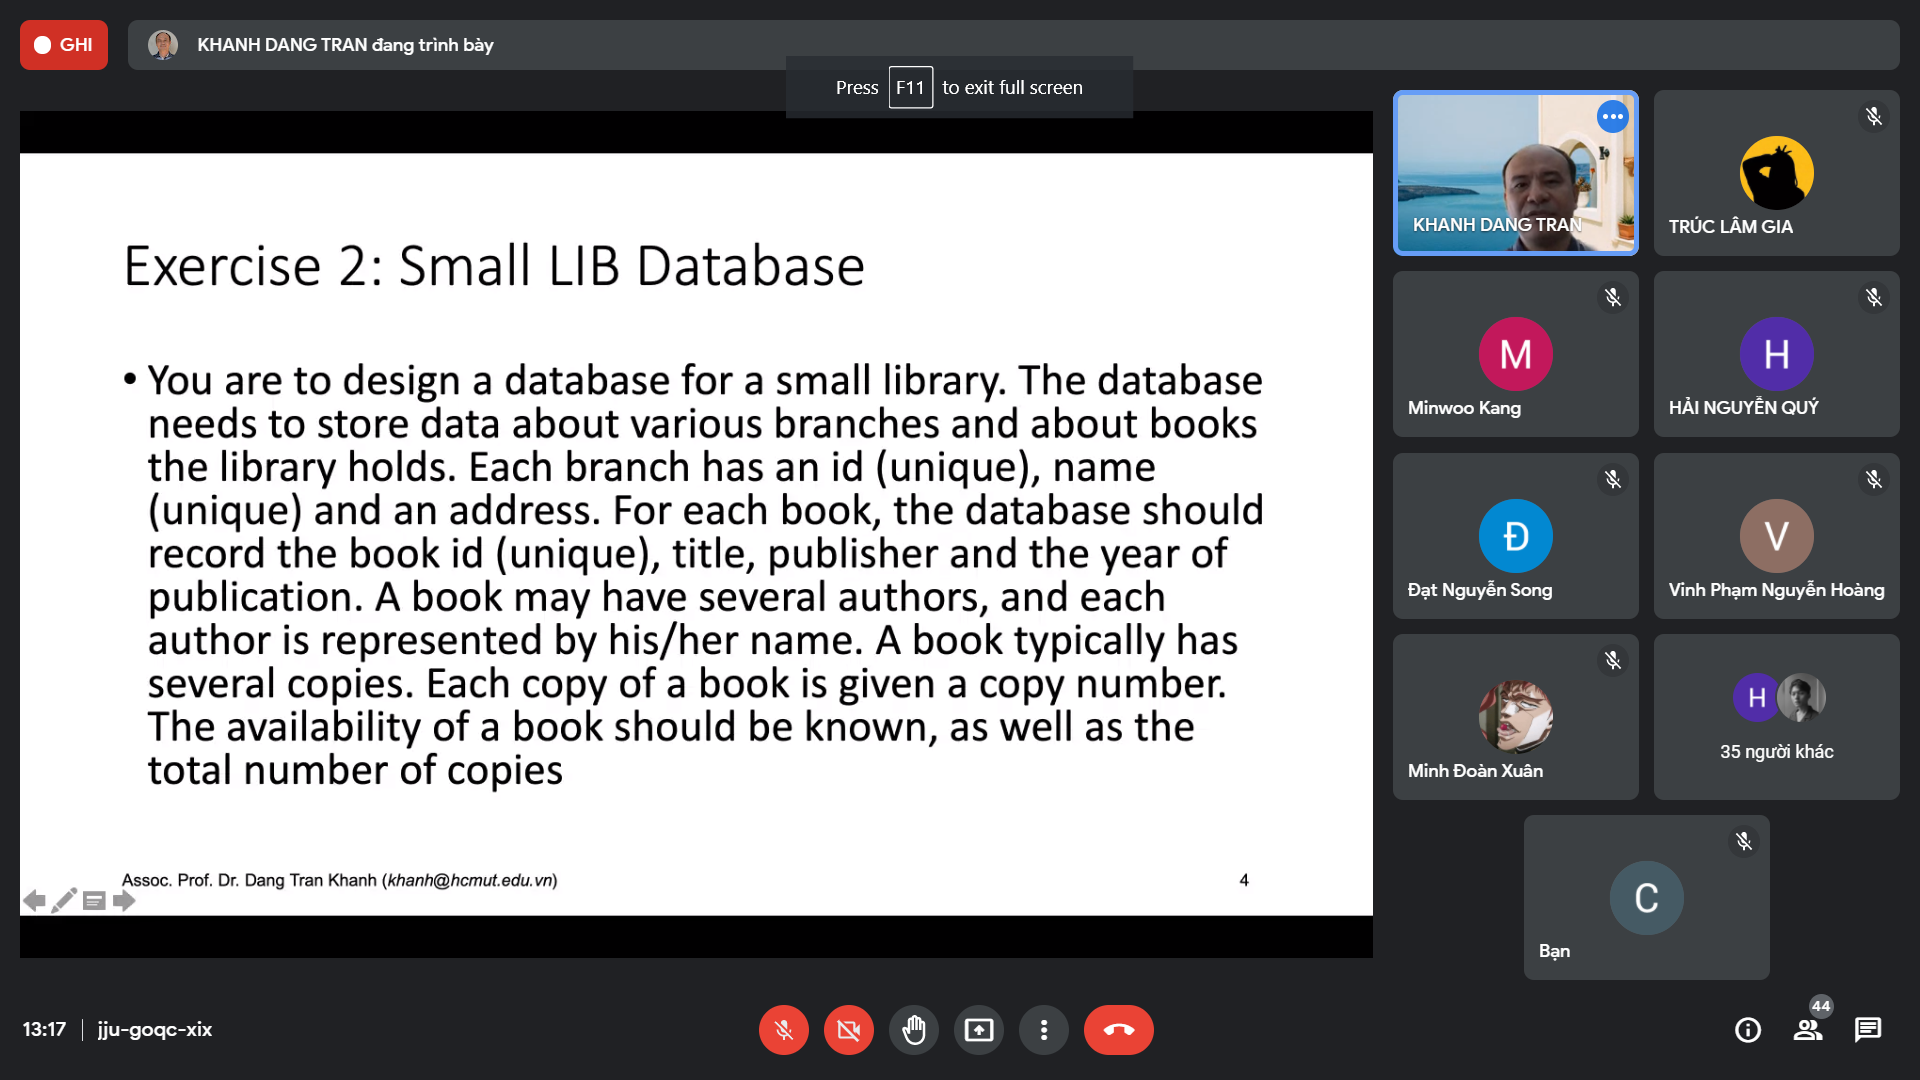 GHI
KHANH DANG TRAN đang trình bày
Press F11 to exit full screen
Exercise 2: Small LIB Database
• You are to design a database for a small library. The database
needs to store data about various branches and about books
the library holds. Each branch has an id (unique), name
(unique) and an address. For each book, the database should
record the book id (unique), title, publisher and the year of
publication. A book may have several authors, and each
author is represented by his/her name. A book typically has
several copies. Each copy of a book is given a copy number.
The availability of a book should be known, as well as the
total number of copies
Assoc. Prof. Dr. Dang Tran Khanh (khanh@hcmut.edu.vn)
4
KHANH DANG TRAN
TRÚC LÂM GIA
M
Minwoo Kang
H
HẢI NGUYỄN QUÝ
Đ
Đạt Nguyễn Song
V
Vinh Phạm Nguyễn Hoàng
Minh Đoàn Xuân
H
35 người khác
C
Bạn
13:17
jju-goqc-xix
44